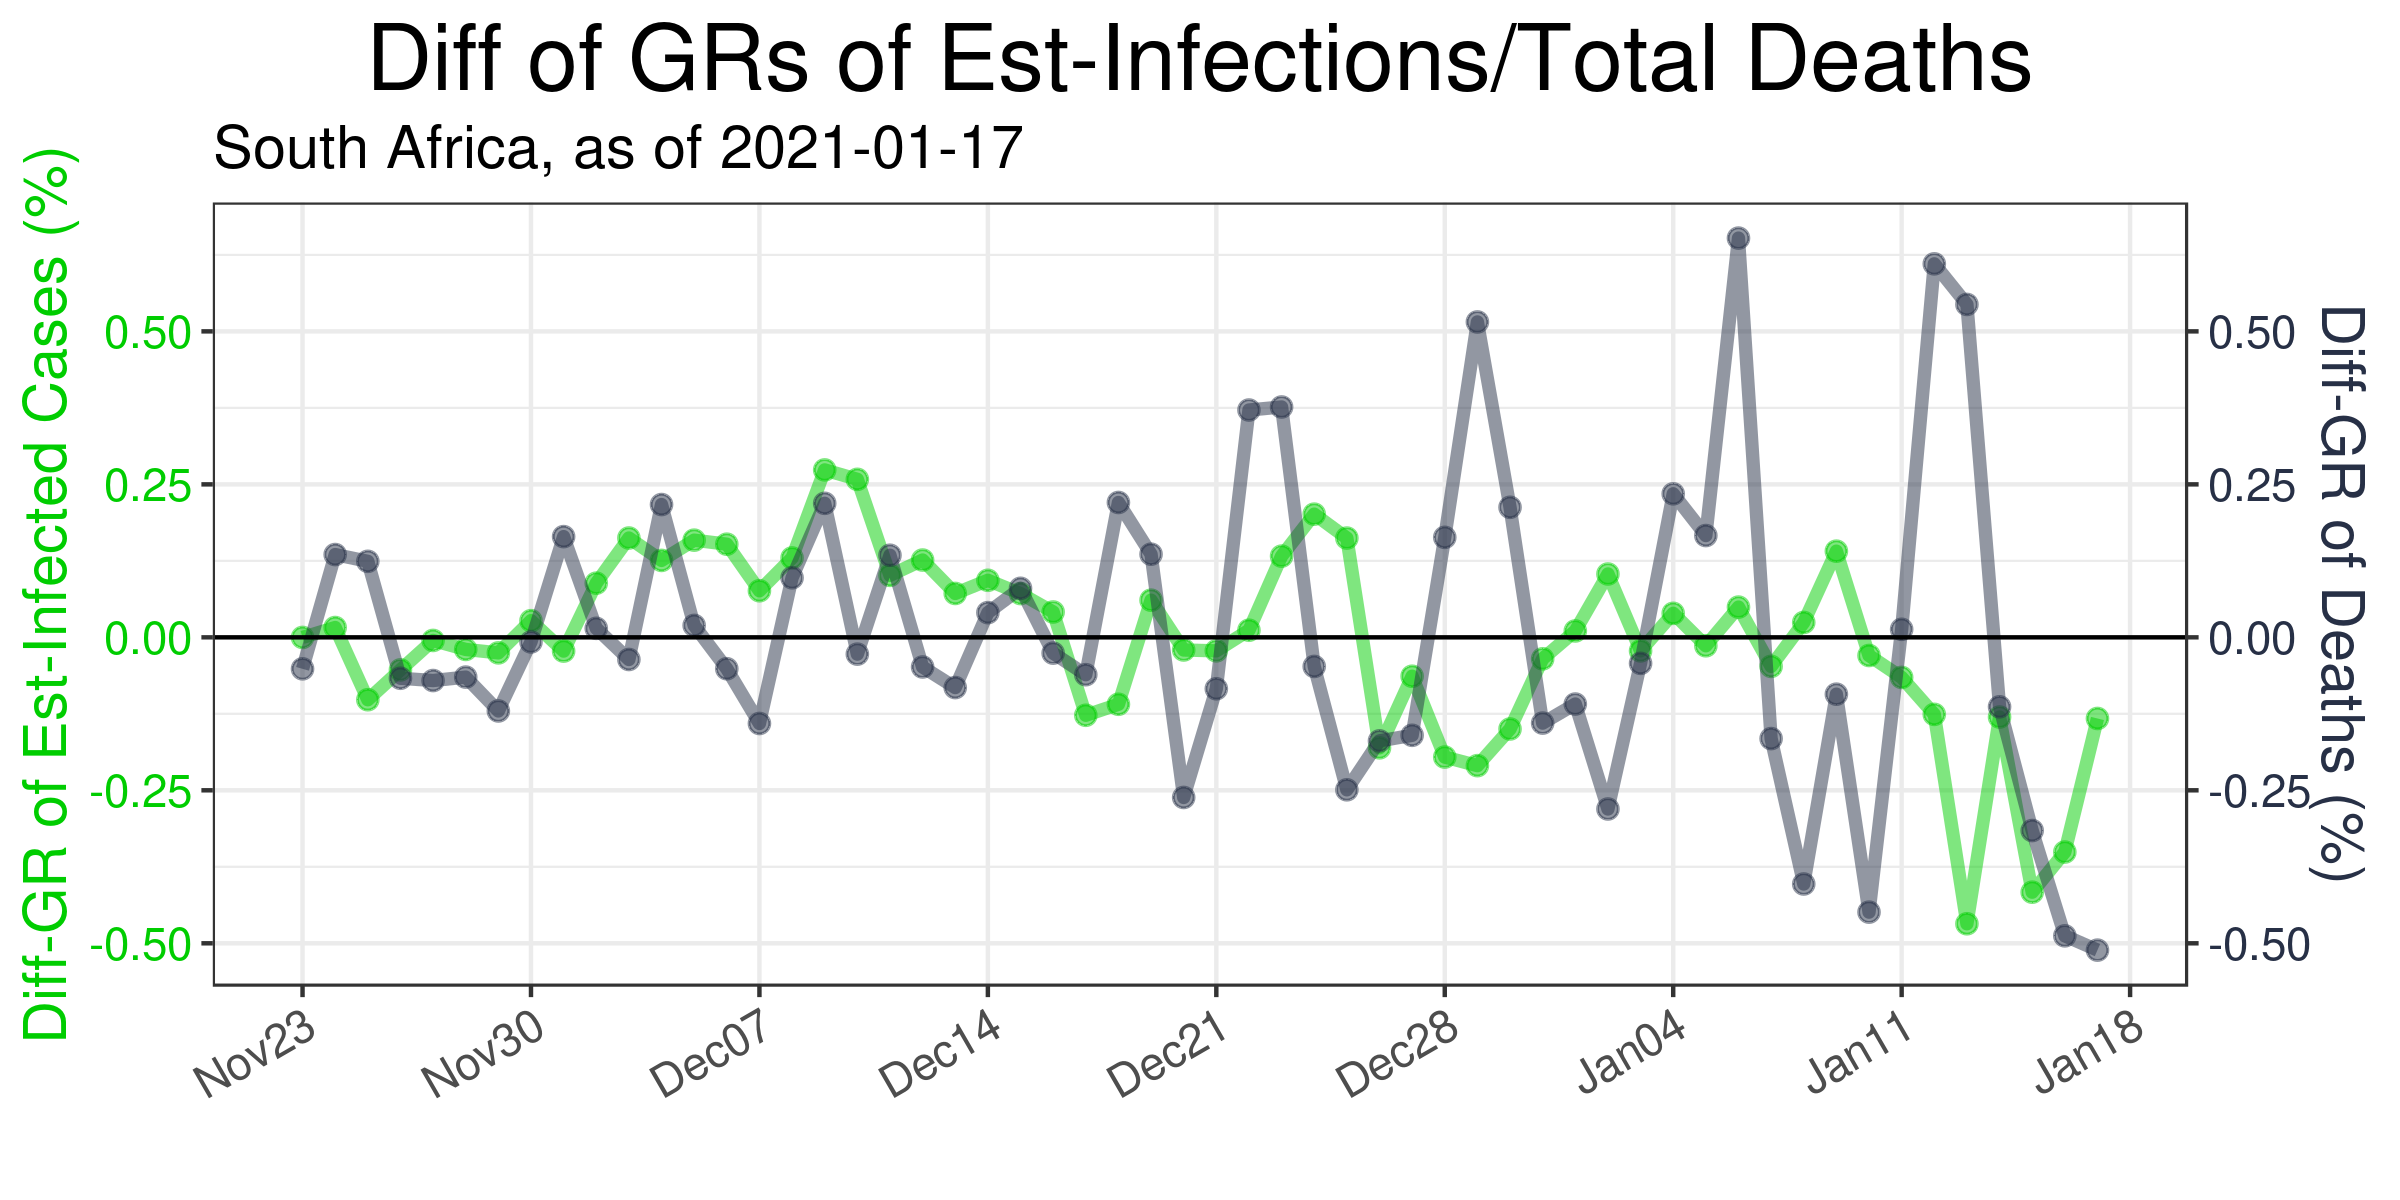 Diff of GRs of Est-Infections/Total Deaths
South Africa, as of 2021-01-17
Diff-GR of Est-Infected Cases (%)
0.50
0.25
0.00
-0.25
-0.50
0.50
0.25
0.00
-0.25
-0.50
Diff-GR of Deaths (%)
Nov23
Nov30
Dec07
Dec14
Dec21
Dec28
Jan04
Jan11
Jan18